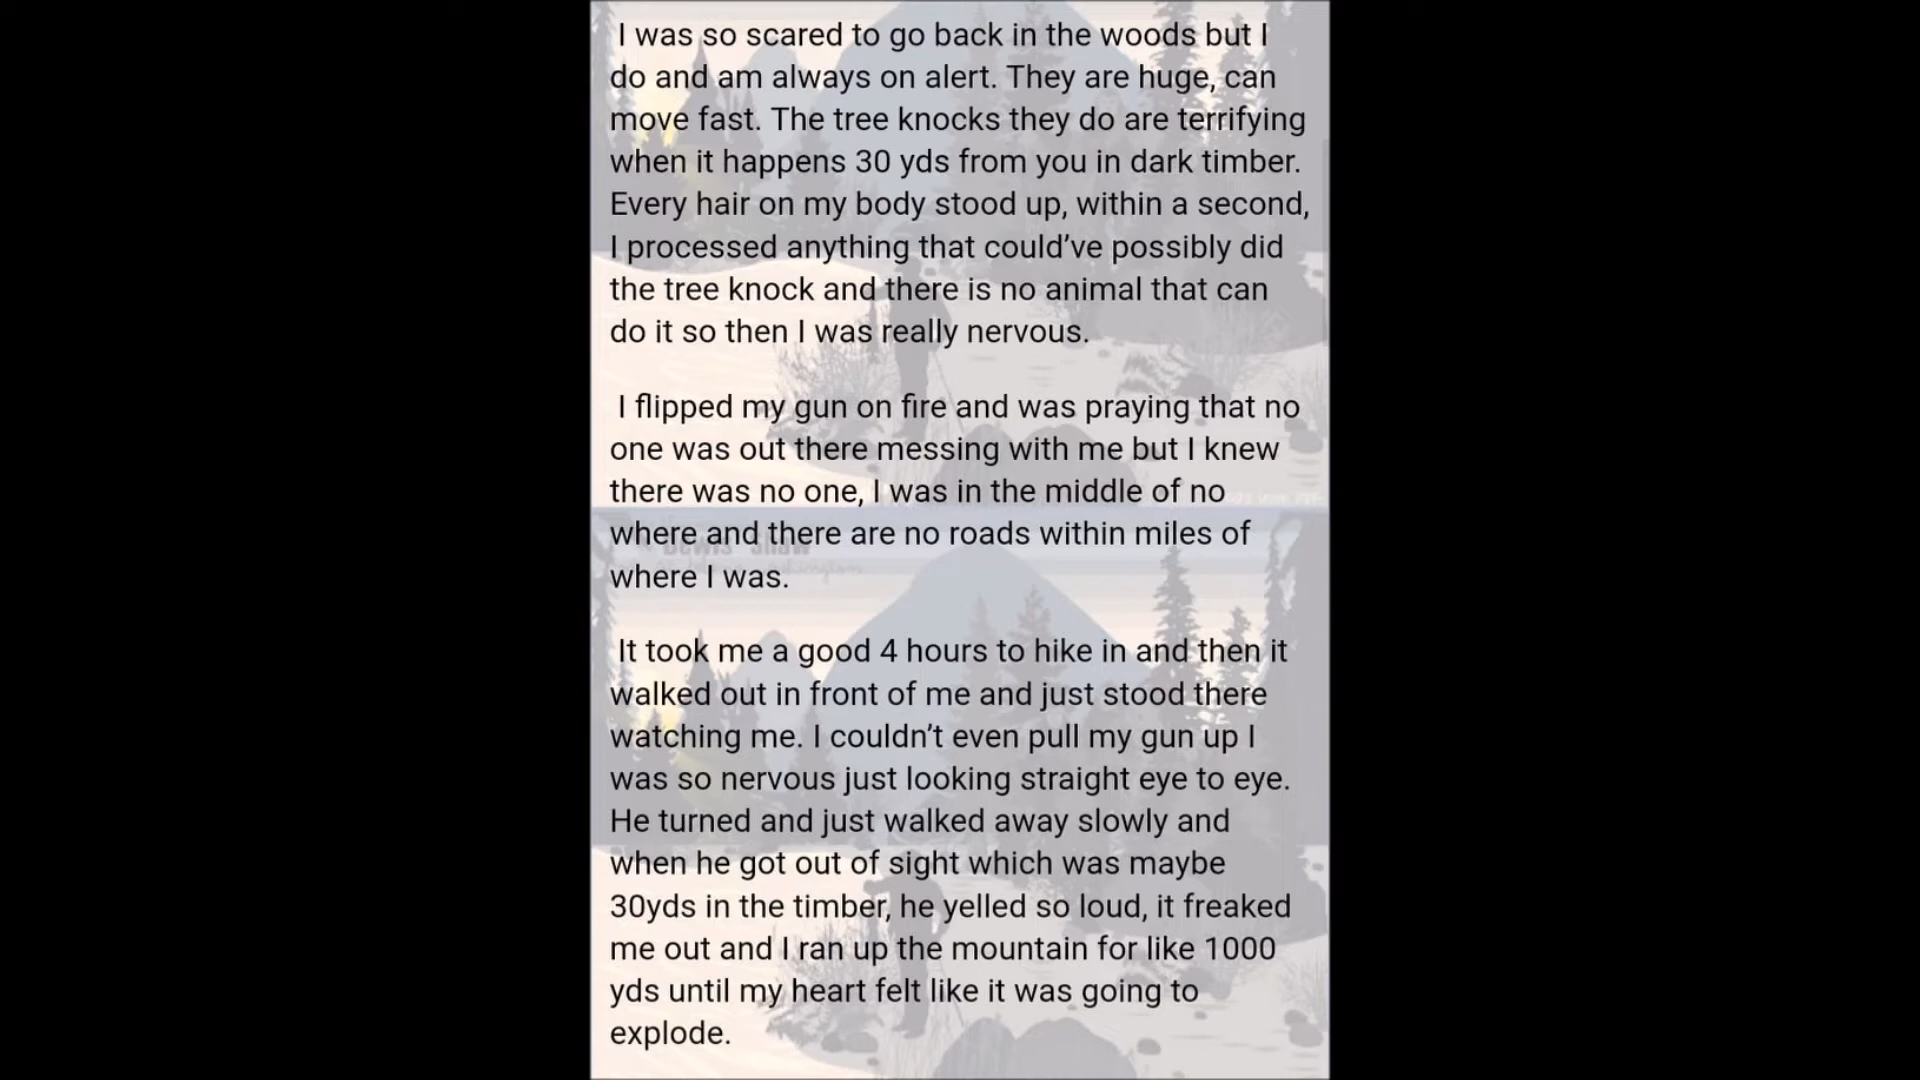 I was so scared to go back in the woods but I
do and am always on alert. They are huge, can
move fast. The tree knocks they do are terrifying
when it happens 30 yds from you in dark timber.
Every hair on my body stood up, within a second,
I processed anything that could’ve possibly did
the tree knock and there is no animal that can
do it so then I was really nervous.
I flipped my gun on fire and was praying that no
one was out there messing with me but I knew
there was no one, I was in the middle of no
where and there are no roads within miles of
where I was.
It took me a good 4 hours to hike in and then it
walked out in front of me and just stood there
watching me. I couldn’t even pull my gun up I
was so nervous just looking straight eye to eye.
He turned and just walked away slowly and
when he got out of sight which was maybe
30yds in the timber, he yelled so loud, it freaked
me out and I ran up the mountain for like 1000
yds until my heart felt like it was going to
explode.